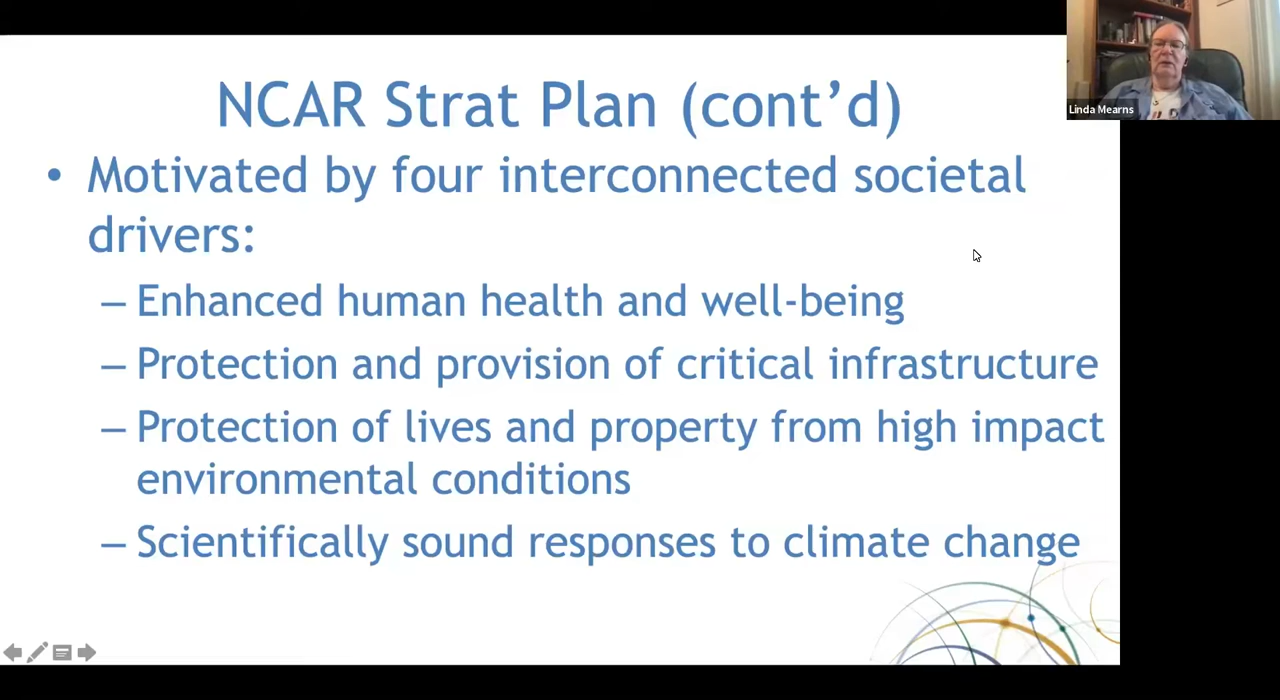 NCAR Strat Plan (cont’d)
• Motivated by four interconnected societal
drivers:
– Enhanced human health and well-being
– Protection and provision of critical infrastructure
– Protection of lives and property from high impact
environmental conditions
– Scientifically sound responses to climate change
Linda Mearns